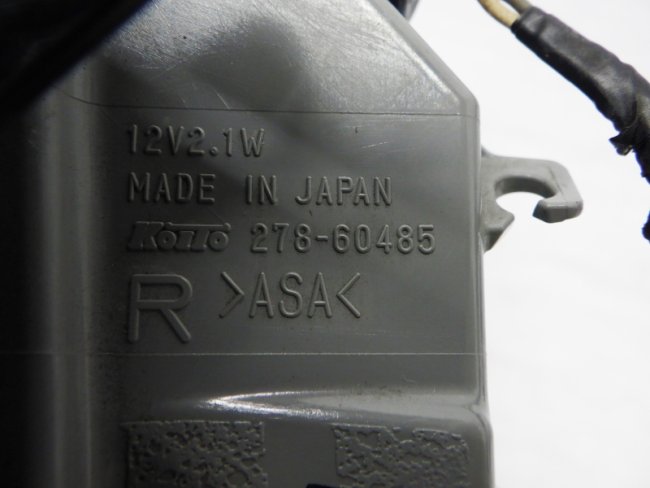 12V2.1W
MADE IN JAPAN
KOITO 278-60485
R >ASA<